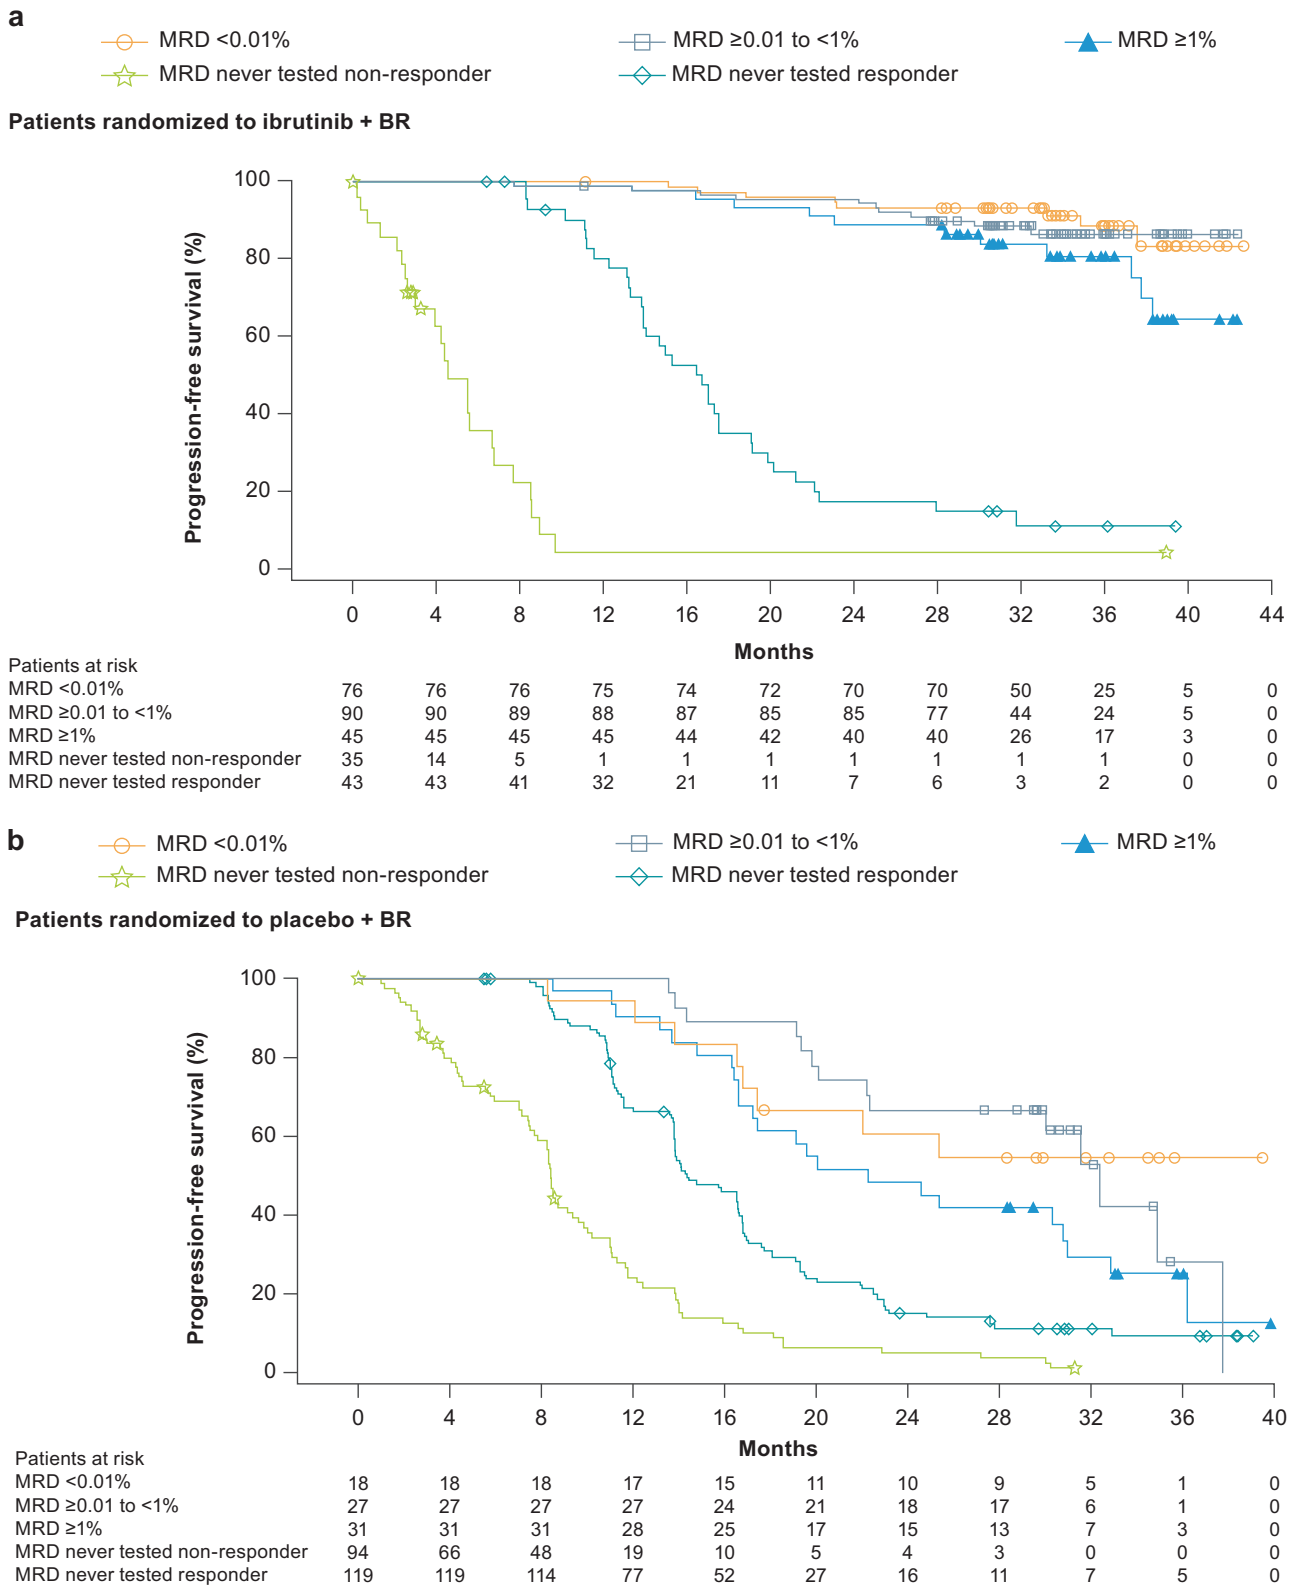 a
MRD <0.01% MRD ≥0.01 to <1% MRD ≥1%
MRD never tested non-responder MRD never tested responder
Patients randomized to ibrutinib + BR
Progression-free survival (%)
100
80
60
40
20
0
0 4 8 12 16 20 24 28 32 36 40 44
Months
Patients at risk
MRD <0.01% 76 76 76 75 74 72 70 70 50 25 5 0
MRD ≥0.01 to <1% 90 90 89 88 87 85 85 77 44 24 5 0
MRD ≥1% 45 45 45 45 44 42 40 40 26 17 3 0
MRD never tested non-responder 35 14 5 1 1 1 1 1 1 1 0 0
MRD never tested responder 43 43 41 32 21 11 7 6 3 2 0 0
b
MRD <0.01% MRD ≥0.01 to <1% MRD ≥1%
MRD never tested non-responder MRD never tested responder
Patients randomized to placebo + BR
Progression-free survival (%)
100
80
60
40
20
0
0 4 8 12 16 20 24 28 32 36 40
Months
Patients at risk
MRD <0.01% 18 18 18 17 15 11 10 9 5 1 0
MRD ≥0.01 to <1% 27 27 27 27 24 21 18 17 6 1 0
MRD ≥1% 31 31 31 28 25 17 15 13 7 3 0
MRD never tested non-responder 94 66 48 19 10 5 4 3 0 0 0
MRD never tested responder 119 119 114 77 52 27 16 11 7 5 0